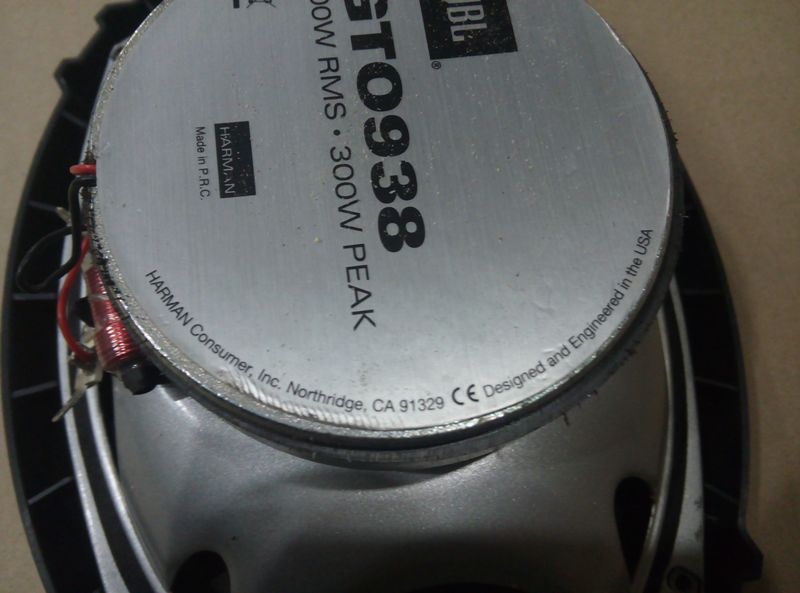 JBL
®
GTO938
00W RMS • 300W PEAK
HARMAN
Made in P.R.C.
HARMAN Consumer, Inc. Northridge, CA 91329 CE Designed and Engineered in the USA